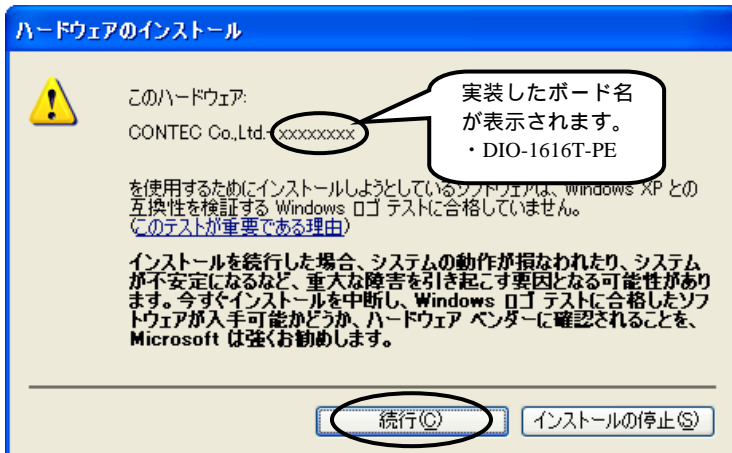 ハードウェアのインストール
このハードウェア:
CONTEC Co.,Ltd.-xxxxxxxx
実装したボード名
が表示されます。
・DIO-1616T-PE
を使用するためにインストールしようとしているソフトウェアは、Windows XP との
互換性を検証する Windows ロゴ テストに合格していません。
(このテストが重要である理由)
インストールを続行した場合、システムの動作が損なわれたり、システム
が不安定になるなど、重大な障害を引き起こす要因となる可能性があり
ます。今すぐインストールを中断し、Windows ロゴ テストに合格したソフ
トウェアが入手可能かどうか、ハードウェア ベンダーに確認されることを、
Microsoft は強くお勧めします。
続行(C)
インストールの停止(S)